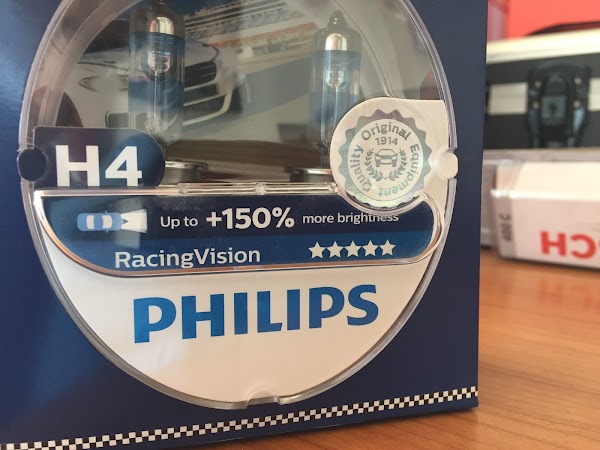 H4
Quality Original Equipment
1914
Up to +150% more brightness
RacingVision
PHILIPS